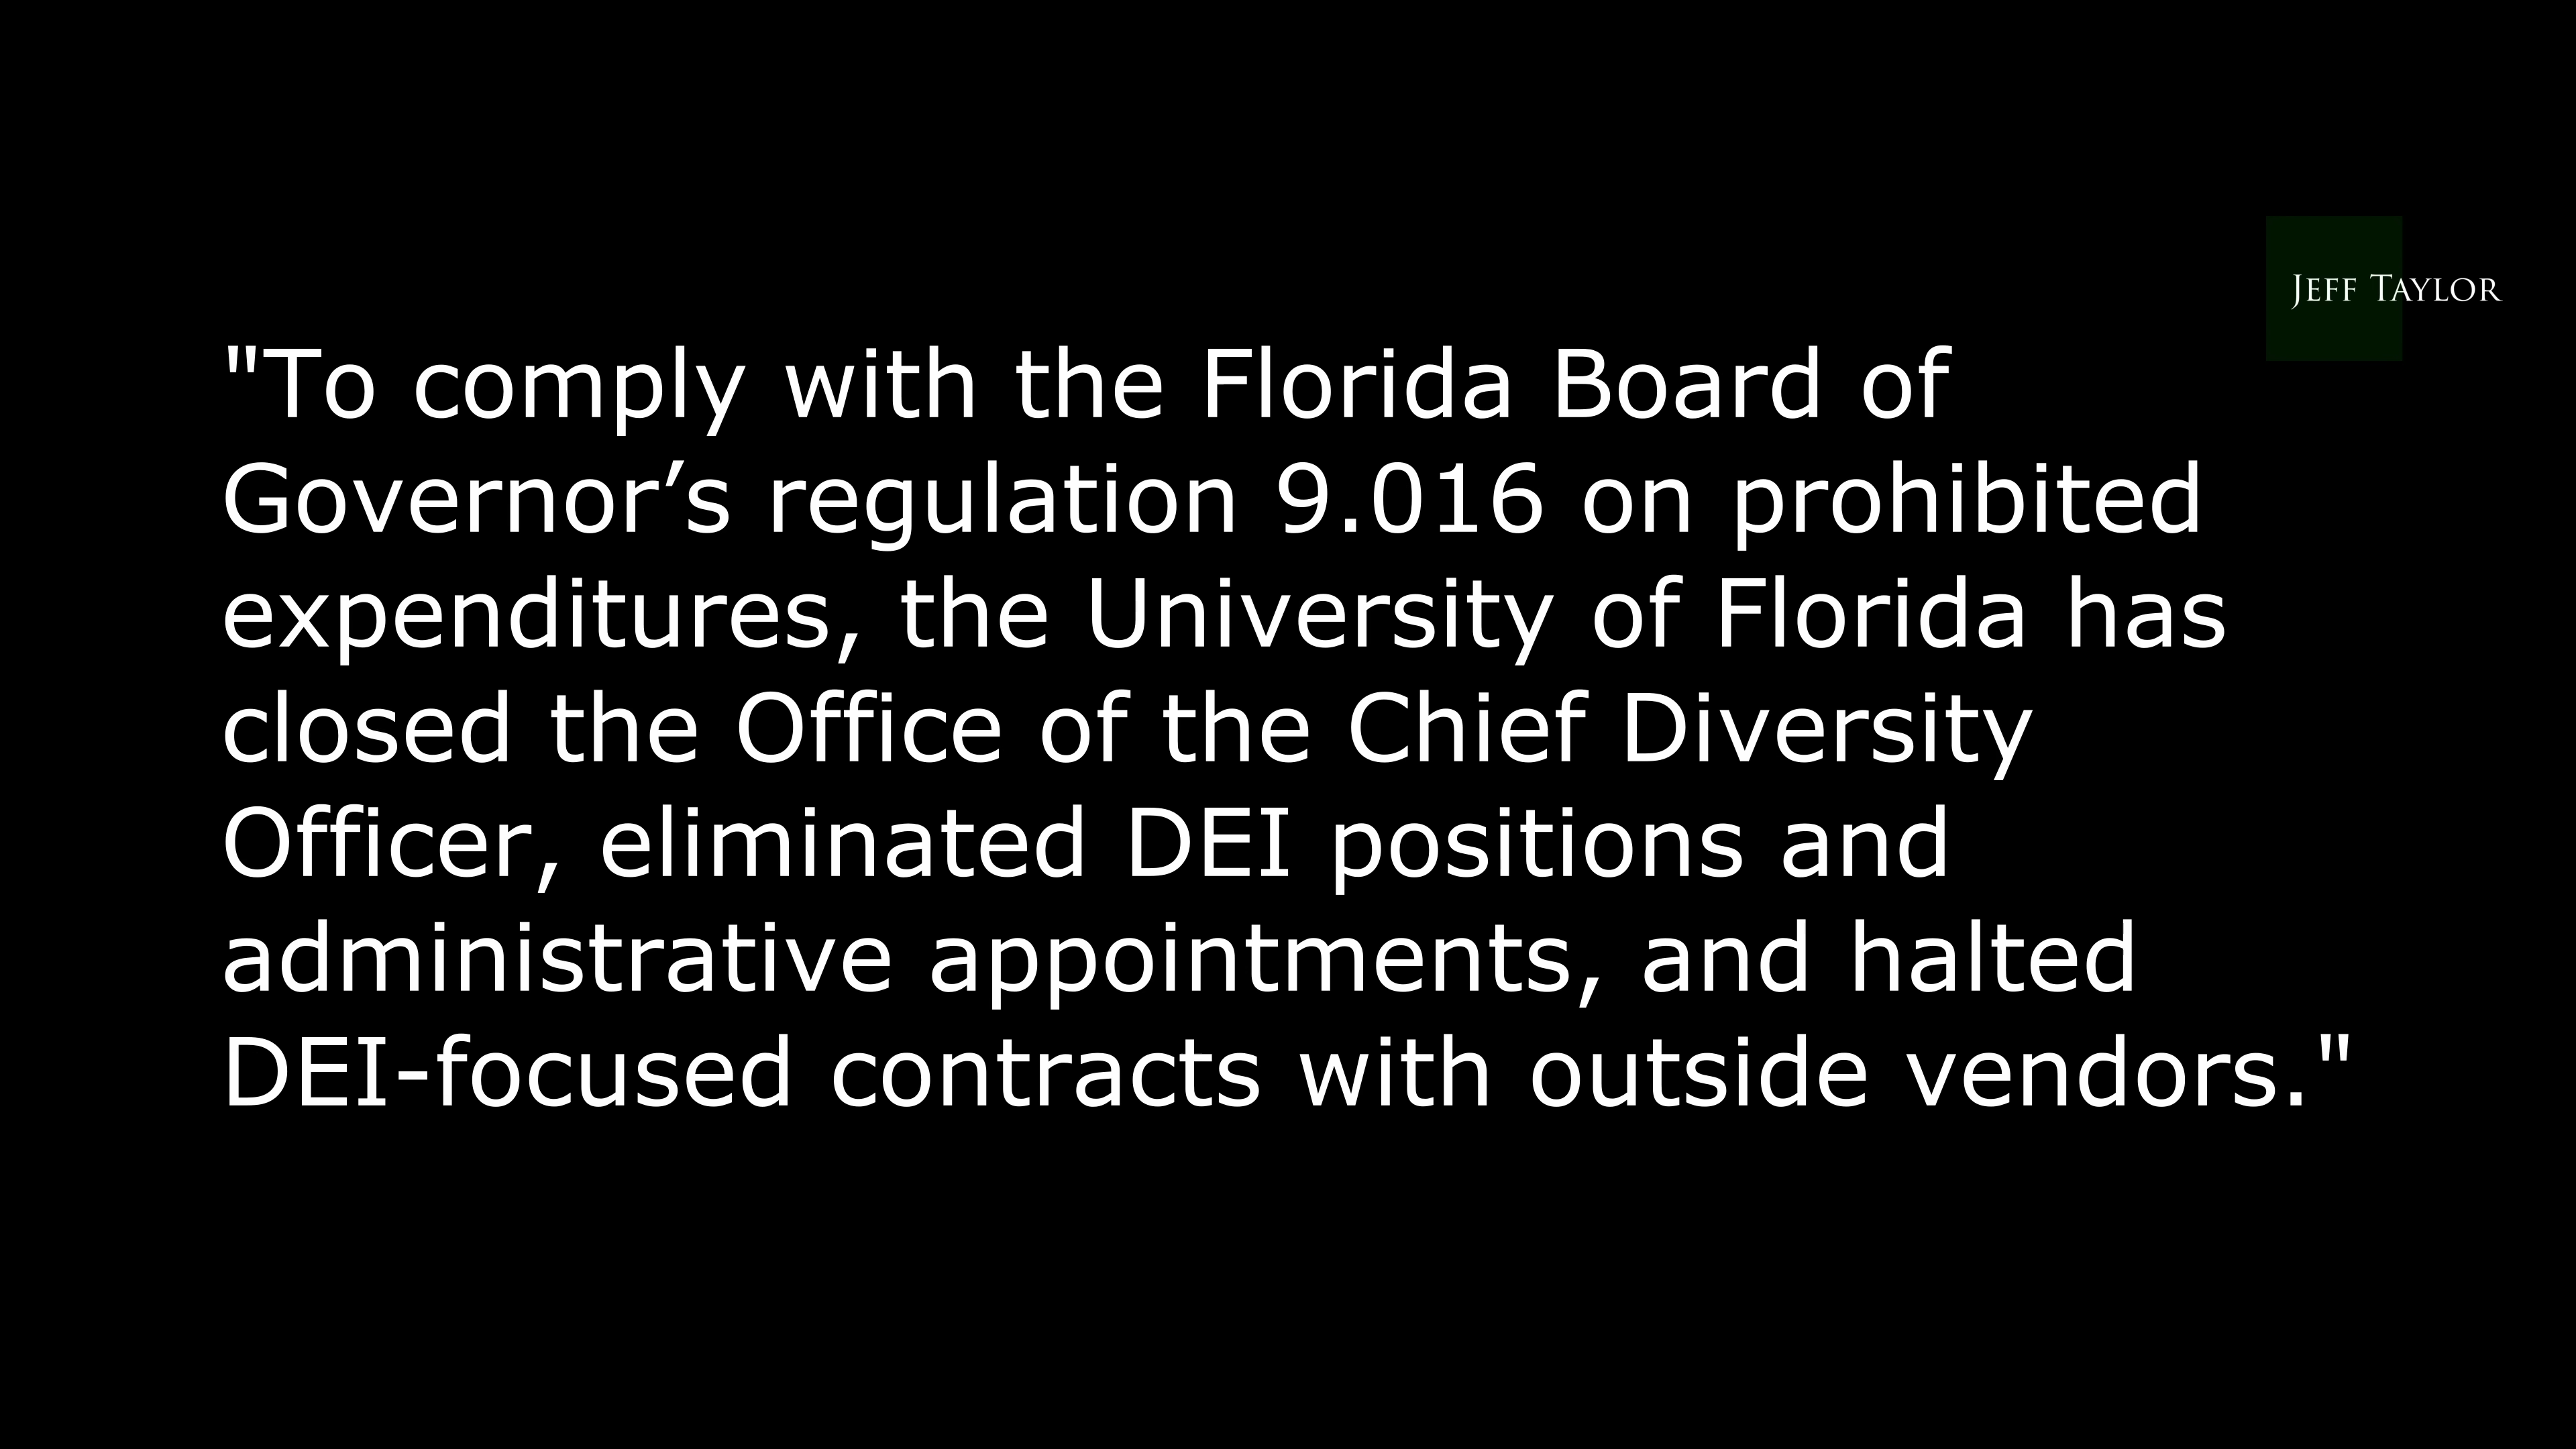 Jeff Taylor
"To comply with the Florida Board of
Governor’s regulation 9.016 on prohibited
expenditures, the University of Florida has
closed the Office of the Chief Diversity
Officer, eliminated DEI positions and
administrative appointments, and halted
DEI-focused contracts with outside vendors."